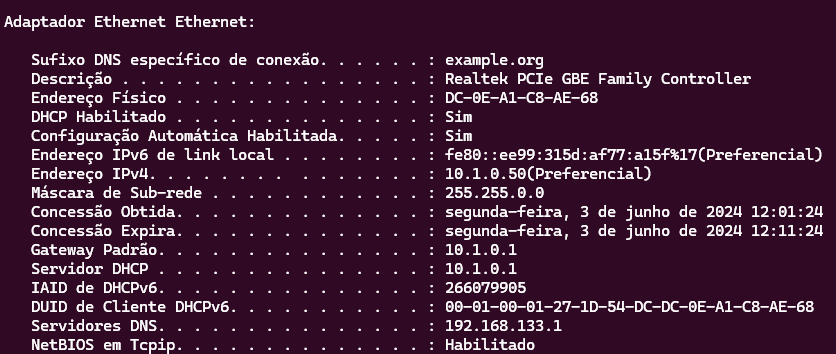 Adaptador Ethernet Ethernet:
Sufixo DNS específico de conexão. . . . . . : example.org
Descrição . . . . . . . . . . . . . . . . . : Realtek PCIe GBE Family Controller
Endereço Físico . . . . . . . . . . . . . . : DC-0E-A1-C8-AE-68
DHCP Habilitado . . . . . . . . . . . . . . : Sim
Configuração Automática Habilitada. . . . . : Sim
Endereço IPv6 de link local . . . . . . . . : fe80::ee99:315d:af77:a15f%17(Preferencial)
Endereço IPv4. . . . . . . . . . . . . . . : 10.1.0.50(Preferencial)
Máscara de Sub-rede . . . . . . . . . . . . : 255.255.0.0
Concessão Obtida. . . . . . . . . . . . . . : segunda-feira, 3 de junho de 2024 12:01:24
Concessão Expira. . . . . . . . . . . . . . : segunda-feira, 3 de junho de 2024 12:11:24
Gateway Padrão. . . . . . . . . . . . . . . : 10.1.0.1
Servidor DHCP . . . . . . . . . . . . . . . : 10.1.0.1
IAID de DHCPv6. . . . . . . . . . . . . . . : 266079905
DUID de Cliente DHCPv6. . . . . . . . . . . : 00-01-00-01-27-1D-54-DC-DC-0E-A1-C8-AE-68
Servidores DNS. . . . . . . . . . . . . . . : 192.168.133.1
NetBIOS em Tcpip. . . . . . . . . . . . . . : Habilitado